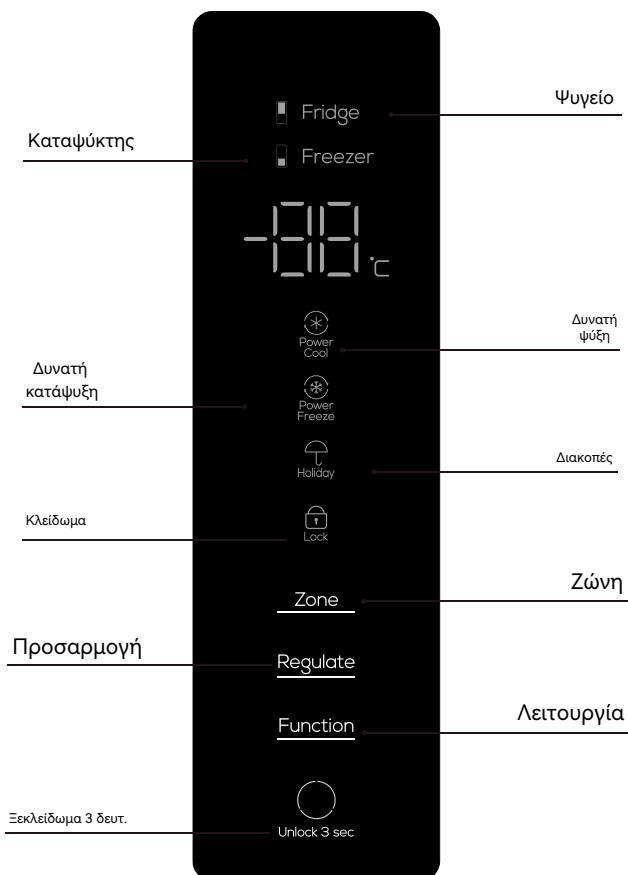 Fridge
Ψυγείο
Καταψύκτης
Freezer
-88 °C
Power
Cool
Δυνατή
ψύξη
Δυνατή
κατάψυξη
Power
Freeze
Holiday
Διακοπές
Κλείδωμα
Lock
Zone
Ζώνη
Προσαρμογή
Regulate
Function
Λειτουργία
Ξεκλείδωμα 3 δευτ.
Unlock 3 sec